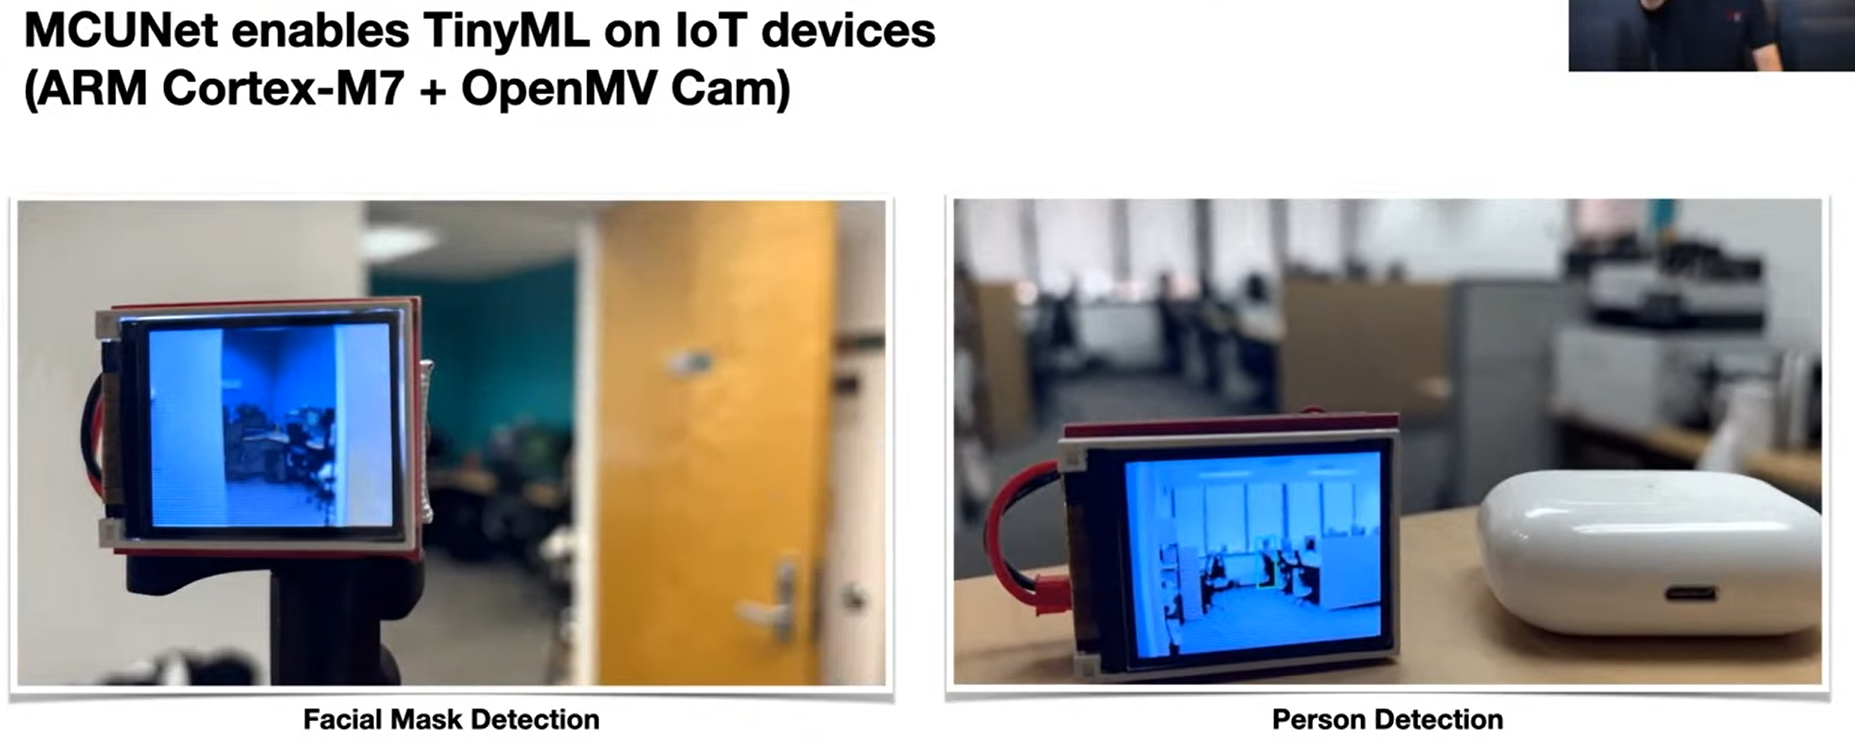 MCUNet enables TinyML on IoT devices
(ARM Cortex-M7 + OpenMV Cam)
Facial Mask Detection
Person Detection